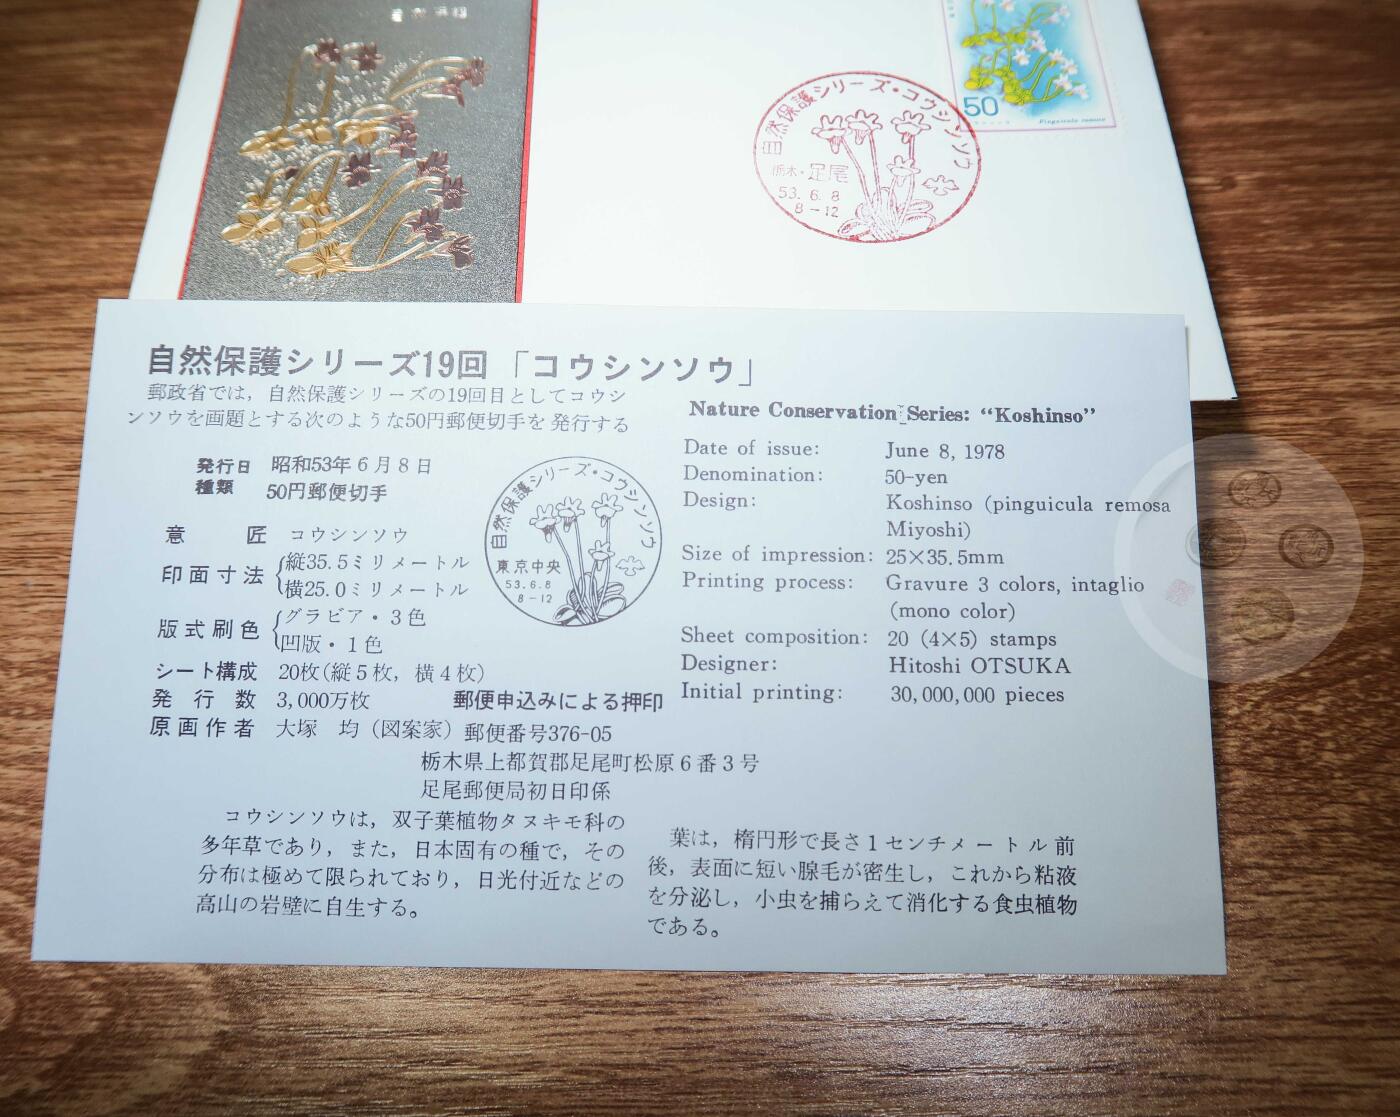 50
Pinguicula ramosa
自然保護シリーズ・コウシンソウ
栃木・足尾
53. 6. 8
8-12
自然保護シリーズ19回「コウシンソウ」
郵政省では，自然保護シリーズの19回目としてコウシ
ンソウを画題とする次のような50円郵便切手を発行する
発行日 昭和53年6月8日
種類 50円郵便切手
意匠 コウシンソウ
印面寸法 縦35.5ミリメートル
横25.0ミリメートル
版式刷色 グラビア・3色
凹版・1色
シート構成 20枚(縦5枚，横4枚)
発行数 3,000万枚
原画作者 大塚 均（図案家）
自然保護シリーズ・コウシンソウ
東京中央
53.6.8
8-12
郵便申込みによる押印
郵便番号376-05
栃木県上都賀郡足尾町松原6番3号
足尾郵便局初日印係
コウシンソウは，双子葉植物タヌキモ科の
多年草であり，また，日本固有の種で，その
分布は極めて限られており，日光付近などの
高山の岩壁に自生する。
Nature Conservation Series: “Koshinso”
Date of issue: June 8, 1978
Denomination: 50-yen
Design: Koshinso (pinguicula remosa
Miyoshi)
Size of impression: 25×35.5mm
Printing process: Gravure 3 colors, intaglio
(mono color)
Sheet composition: 20 (4×5) stamps
Designer: Hitoshi OTSUKA
Initial printing: 30,000,000 pieces
葉は，楕円形で長さ1センチメートル前
後，表面に短い腺毛が密生し，これから粘液
を分泌し，小虫を捕らえて消化する食虫植物
である。